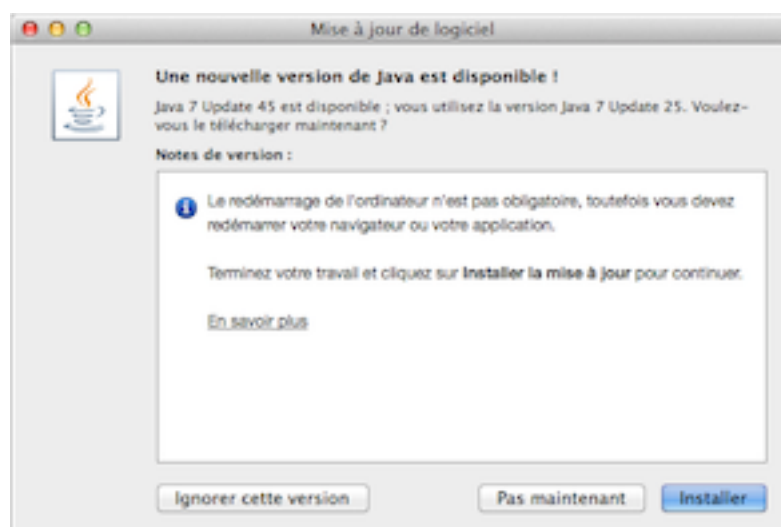 Mise à jour de logiciel
Une nouvelle version de Java est disponible !
Java 7 Update 45 est disponible ; vous utilisez la version Java 7 Update 25. Voulez-
vous le télécharger maintenant ?
Notes de version :
Le redémarrage de l'ordinateur n'est pas obligatoire, toutefois vous devez
redémarrer votre navigateur ou votre application.
Terminez votre travail et cliquez sur Installer la mise à jour pour continuer.
En savoir plus
Ignorer cette version
Pas maintenant
Installer